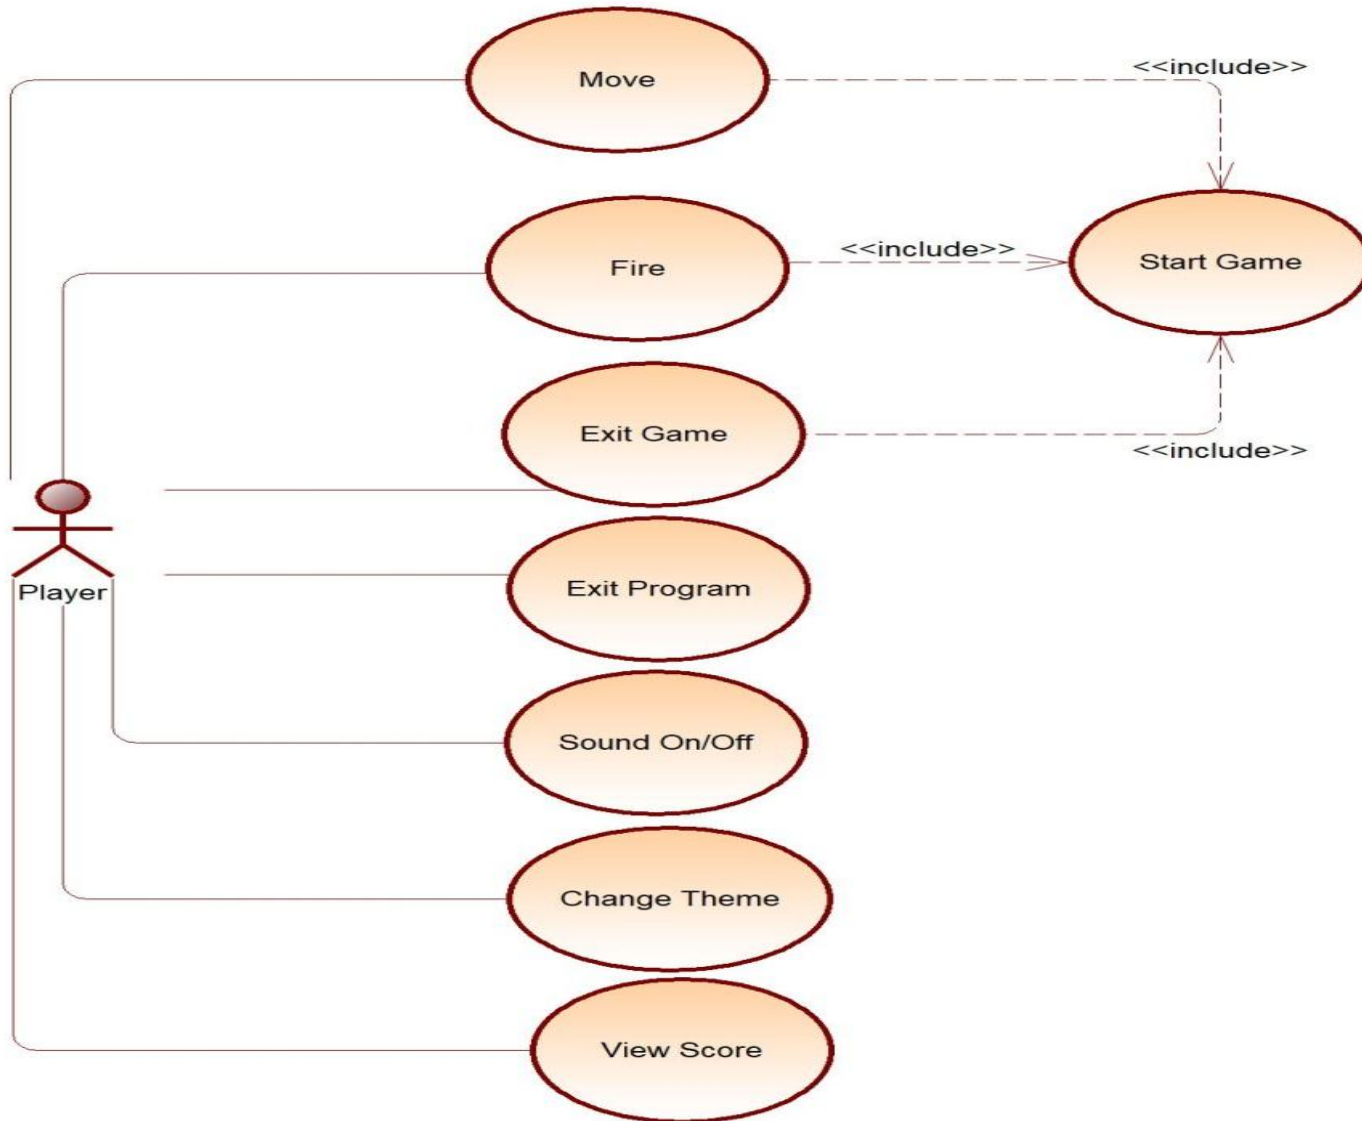 Move
<<include>>
Fire
<<include>>
Start Game
Exit Game
<<include>>
Player
Exit Program
Sound On/Off
Change Theme
View Score